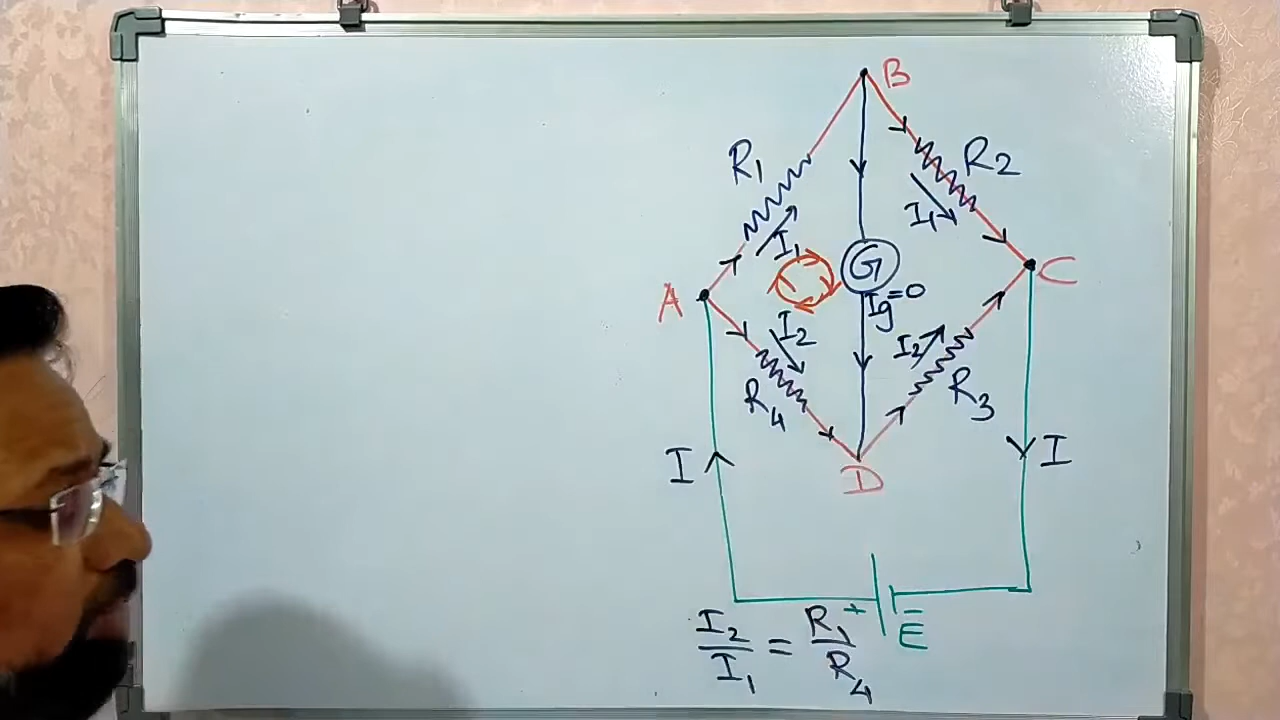 B
R1
R2
I1
I1
G
A
C
Ig=0
I2
I2
R4
R3
I
I
D
+ -
E
I2/I1 = R1/R4